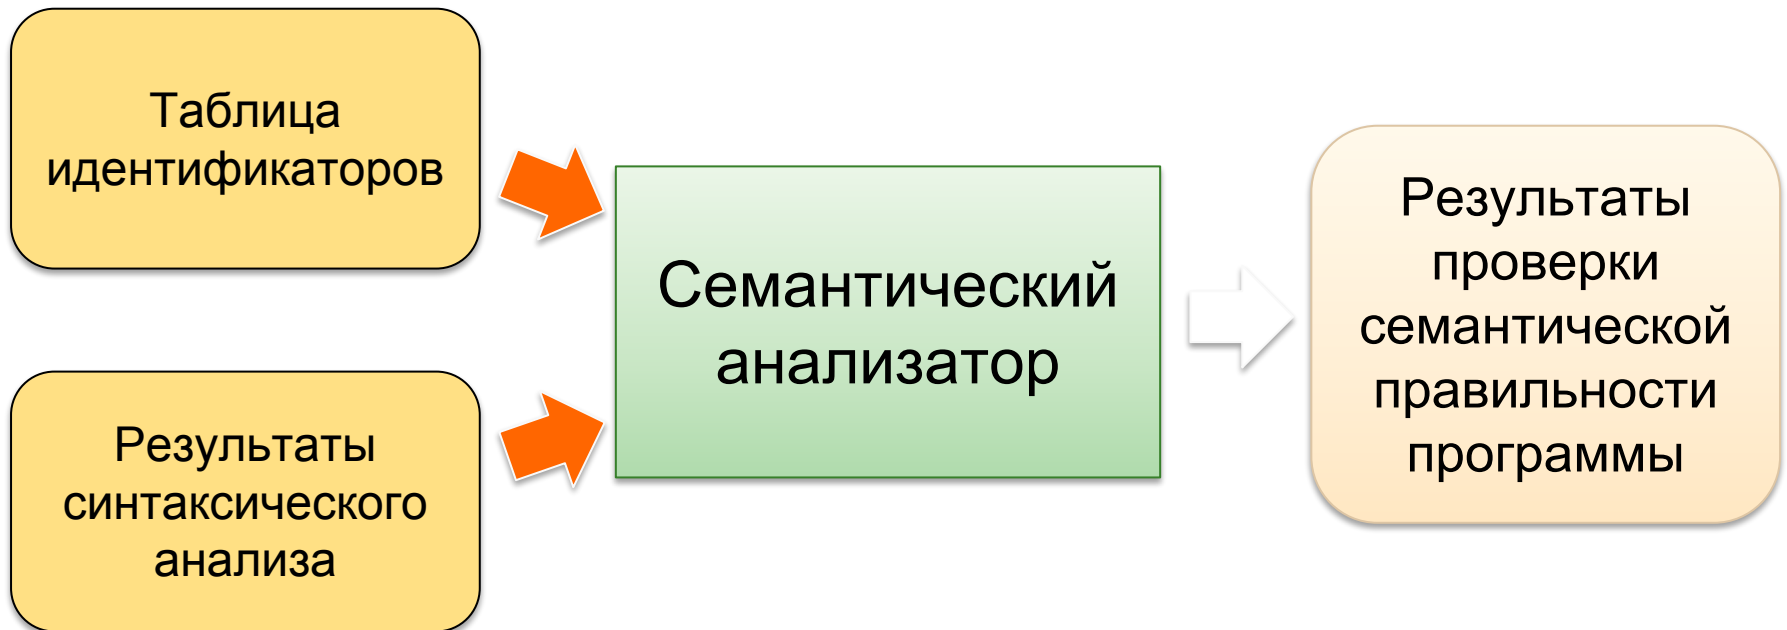 Таблица
идентификаторов
Результаты
синтаксического
анализа
Семантический
анализатор
Результаты
проверки
семантической
правильности
программы